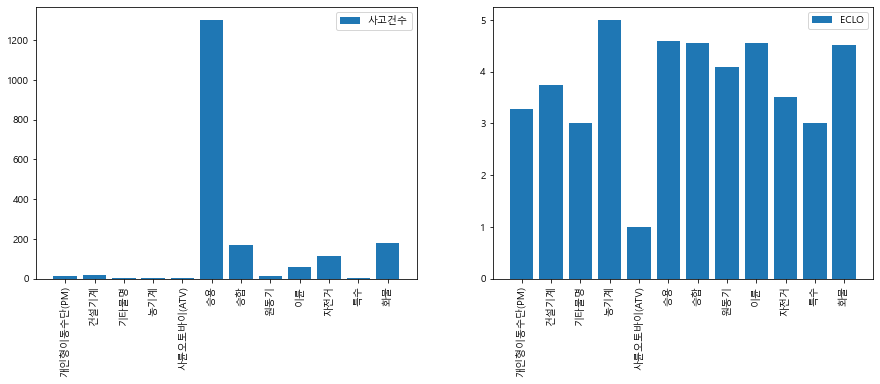 사고건수
1200
1000
800
600
400
200
0
개인형이동수단(PM)
건설기계
기타불명
농기계
사륜오토바이(ATV)
승용
승합
원동기
이륜
자전거
특수
화물
ECLO
5
4
3
2
1
0
개인형이동수단(PM)
건설기계
기타불명
농기계
사륜오토바이(ATV)
승용
승합
원동기
이륜
자전거
특수
화물